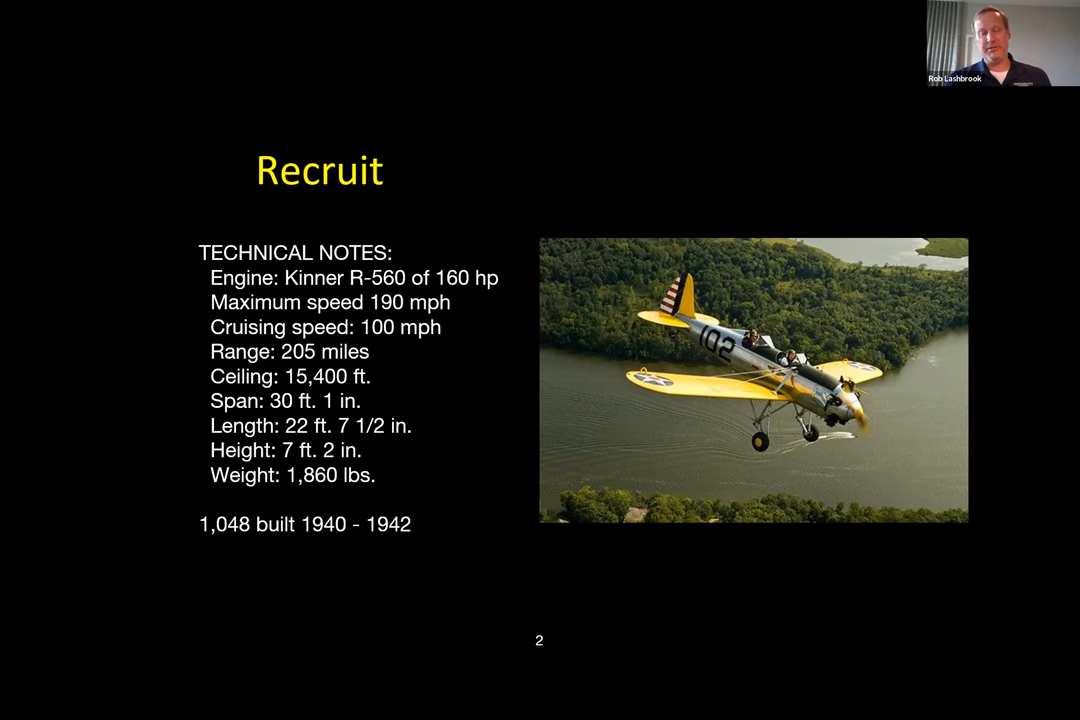 Rob Lashbrook
Recruit
TECHNICAL NOTES:
Engine: Kinner R-560 of 160 hp
Maximum speed 190 mph
Cruising speed: 100 mph
Range: 205 miles
Ceiling: 15,400 ft.
Span: 30 ft. 1 in.
Length: 22 ft. 7 1/2 in.
Height: 7 ft. 2 in.
Weight: 1,860 lbs.
1,048 built 1940 - 1942
102
2